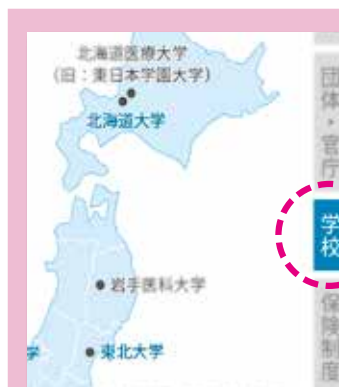 北海道医療大学
（旧：東日本学園大学）
北海道大学
岩手医科大学
学
東北大学
団体・官庁
学校
保険制度